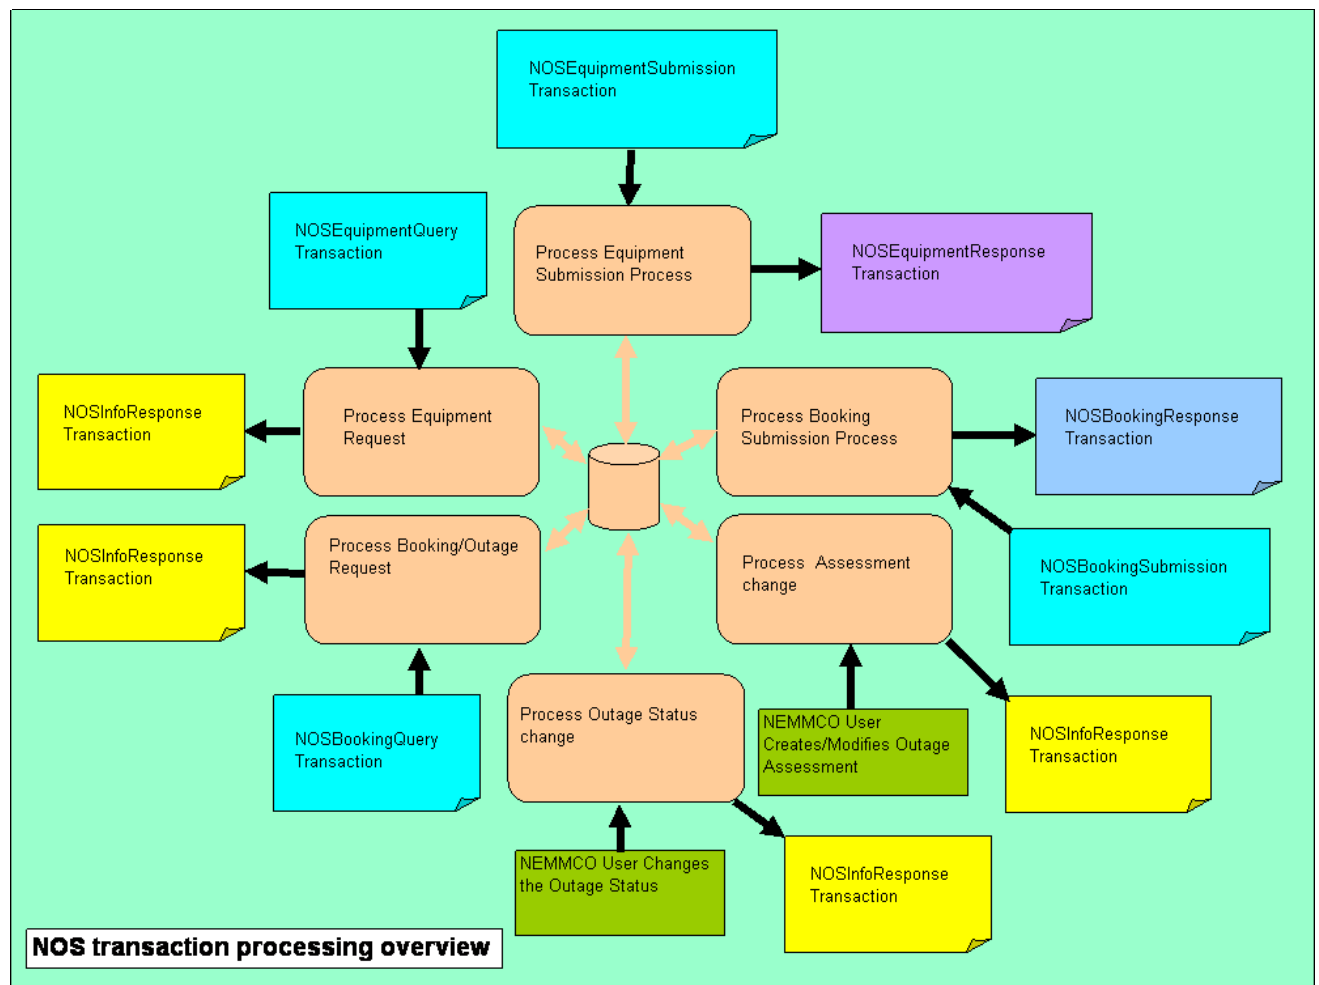 NOSEquipmentSubmission
Transaction
NOSEquipmentQuery
Transaction
Process Equipment
Submission Process
NOSEquipmentResponse
Transaction
NOSInfoResponse
Transaction
Process Equipment
Request
Process Booking
Submission Process
NOSBookingResponse
Transaction
NOSInfoResponse
Transaction
Process Booking/Outage
Request
Process Assessment
change
NOSBookingSubmission
Transaction
NOSBookingQuery
Transaction
Process Outage Status
change
NEMMCO User
Creates/Modifies Outage
Assessment
NOSInfoResponse
Transaction
NEMMCO User Changes
the Outage Status
NOSInfoResponse
Transaction
NOS transaction processing overview